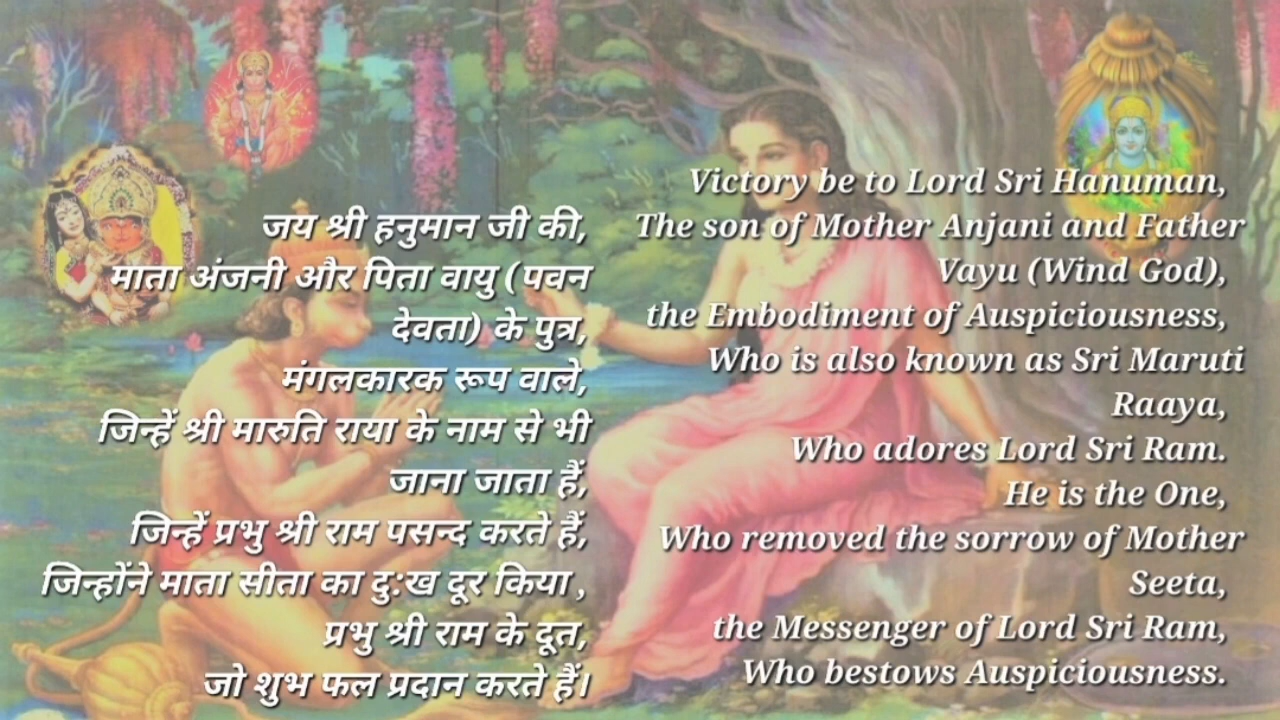 जय श्री हनुमान जी की,
माता अंजनी और पिता वायु (पवन
देवता) के पुत्र,
मंगलकारक रूप वाले,
जिन्हें श्री मारुति राया के नाम से भी
जाना जाता हैं,
जिन्हें प्रभु श्री राम पसन्द करते हैं,
जिन्होंने माता सीता का दु:ख दूर किया ,
प्रभु श्री राम के दूत,
जो शुभ फल प्रदान करते हैं।
Victory be to Lord Sri Hanuman,
The son of Mother Anjani and Father
Vayu (Wind God),
the Embodiment of Auspiciousness,
Who is also known as Sri Maruti
Raaya,
Who adores Lord Sri Ram.
He is the One,
Who removed the sorrow of Mother
Seeta,
the Messenger of Lord Sri Ram,
Who bestows Auspiciousness.